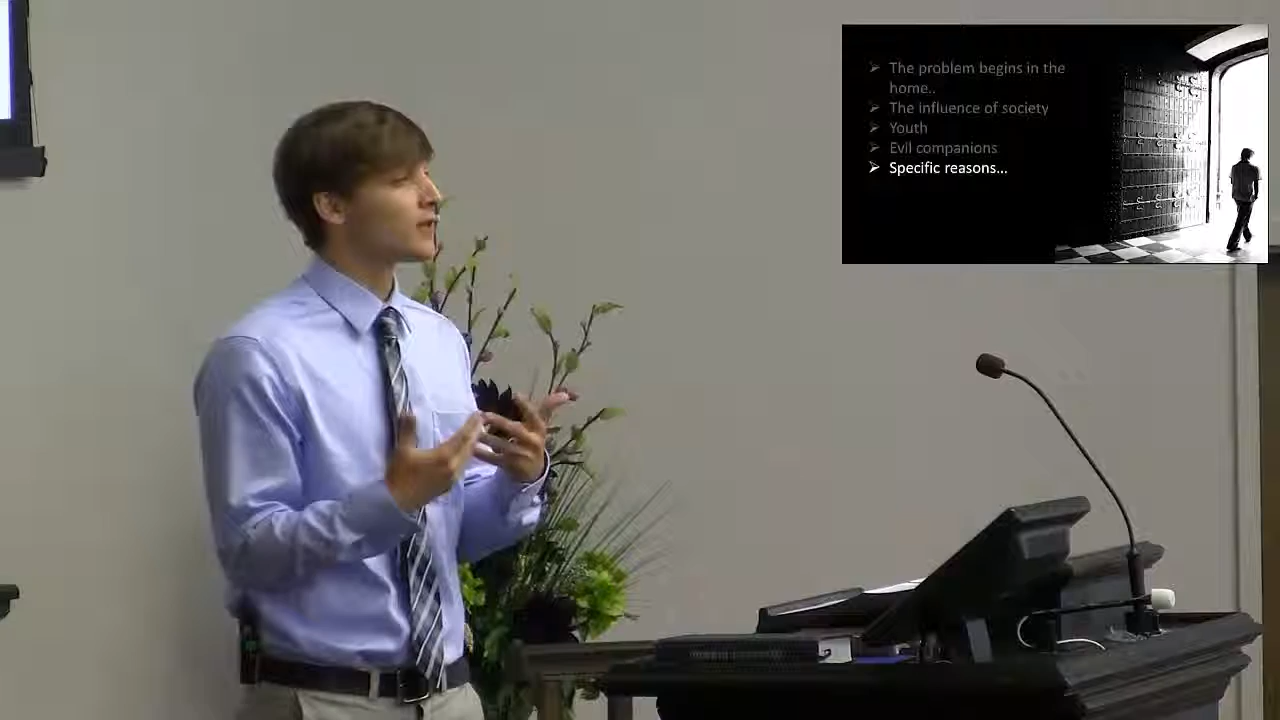 The problem begins in the
home..
The influence of society
Youth
Evil companions
Specific reasons...